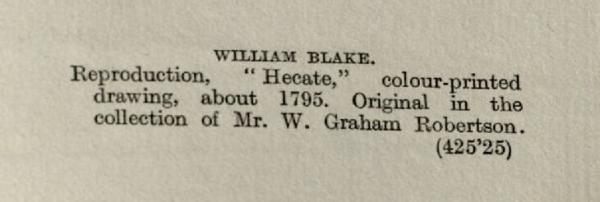 WILLIAM BLAKE.
Reproduction, "Hecate," colour-printed
drawing, about 1795. Original in the
collection of Mr. W. Graham Robertson.
(425'25)